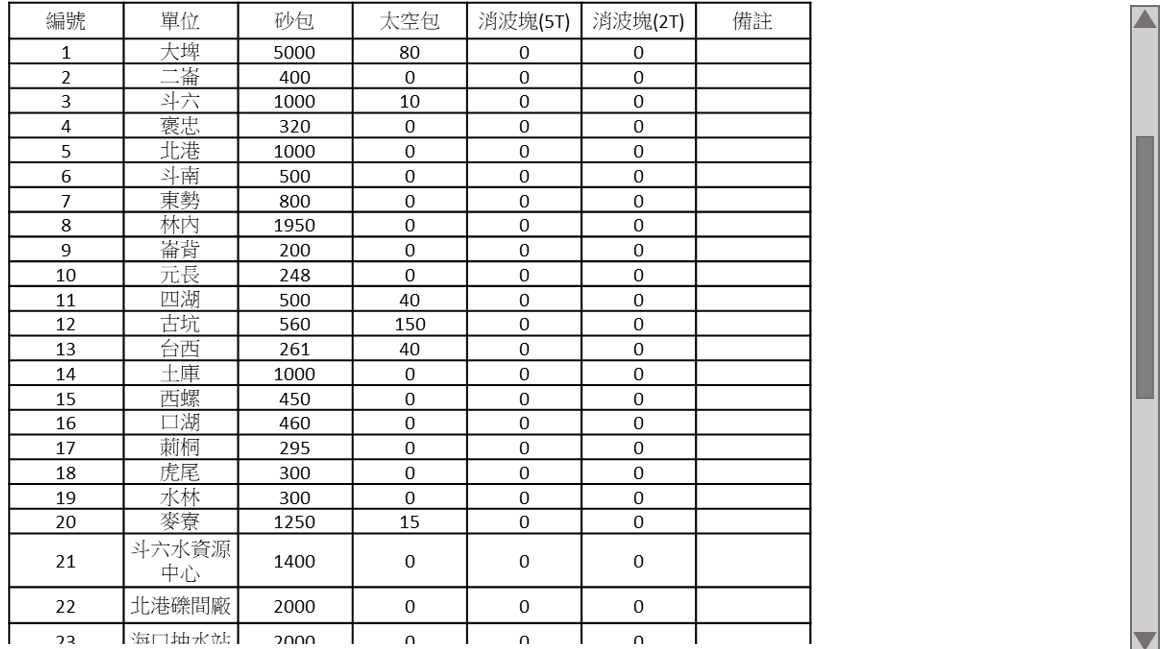 編號 單位 砂包 太空包 消波塊(5T) 消波塊(2T) 備註
1 大埤 5000 80 0 0
2 二崙 400 0 0 0
3 斗六 1000 10 0 0
4 褒忠 320 0 0 0
5 北港 1000 0 0 0
6 斗南 500 0 0 0
7 東勢 800 0 0 0
8 林內 1950 0 0 0
9 崙背 200 0 0 0
10 元長 248 0 0 0
11 四湖 500 40 0 0
12 古坑 560 150 0 0
13 台西 261 40 0 0
14 土庫 1000 0 0 0
15 西螺 450 0 0 0
16 口湖 460 0 0 0
17 莿桐 295 0 0 0
18 虎尾 300 0 0 0
19 水林 300 0 0 0
20 麥寮 1250 15 0 0
21 斗六水資源
中心 1400 0 0 0
22 北港礫間廠 2000 0 0 0
23 海口抽水站 2000 0 0 0